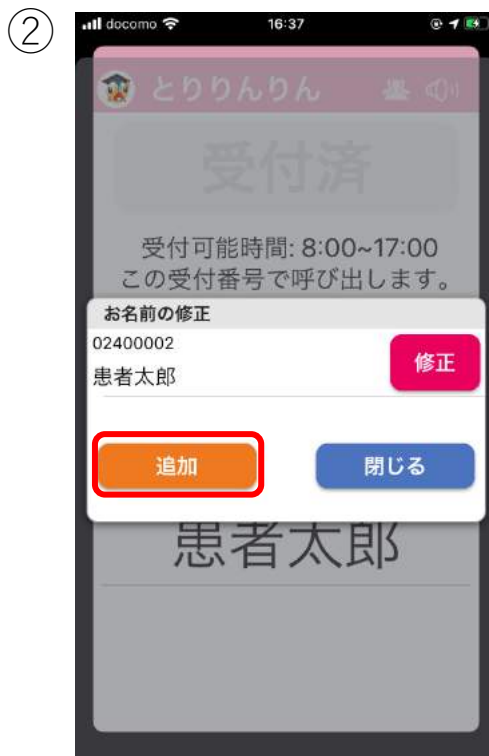 ②
docomo 16:37
とりりんりん
受付済
受付可能時間: 8:00~17:00
この受付番号で呼び出します。
お名前の修正
02400002
患者太郎
修正
追加
閉じる
患者太郎